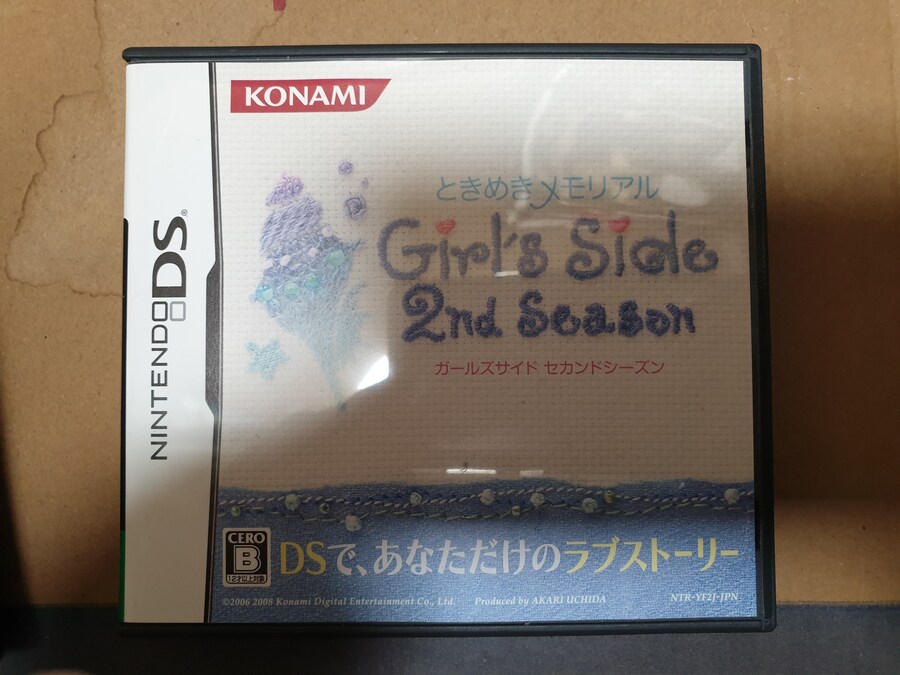 KONAMI
NINTENDO DS®
ときめきメモリアル
Girl's Side
2nd Season
ガールズサイド セカンドシーズン
CERO
B
12才以上対象
DSで、あなただけのラブストーリー
©2006 2008 Konami Digital Entertainment Co., Ltd. Produced by AKARI UCHIDA NTR-YF2J-JPN